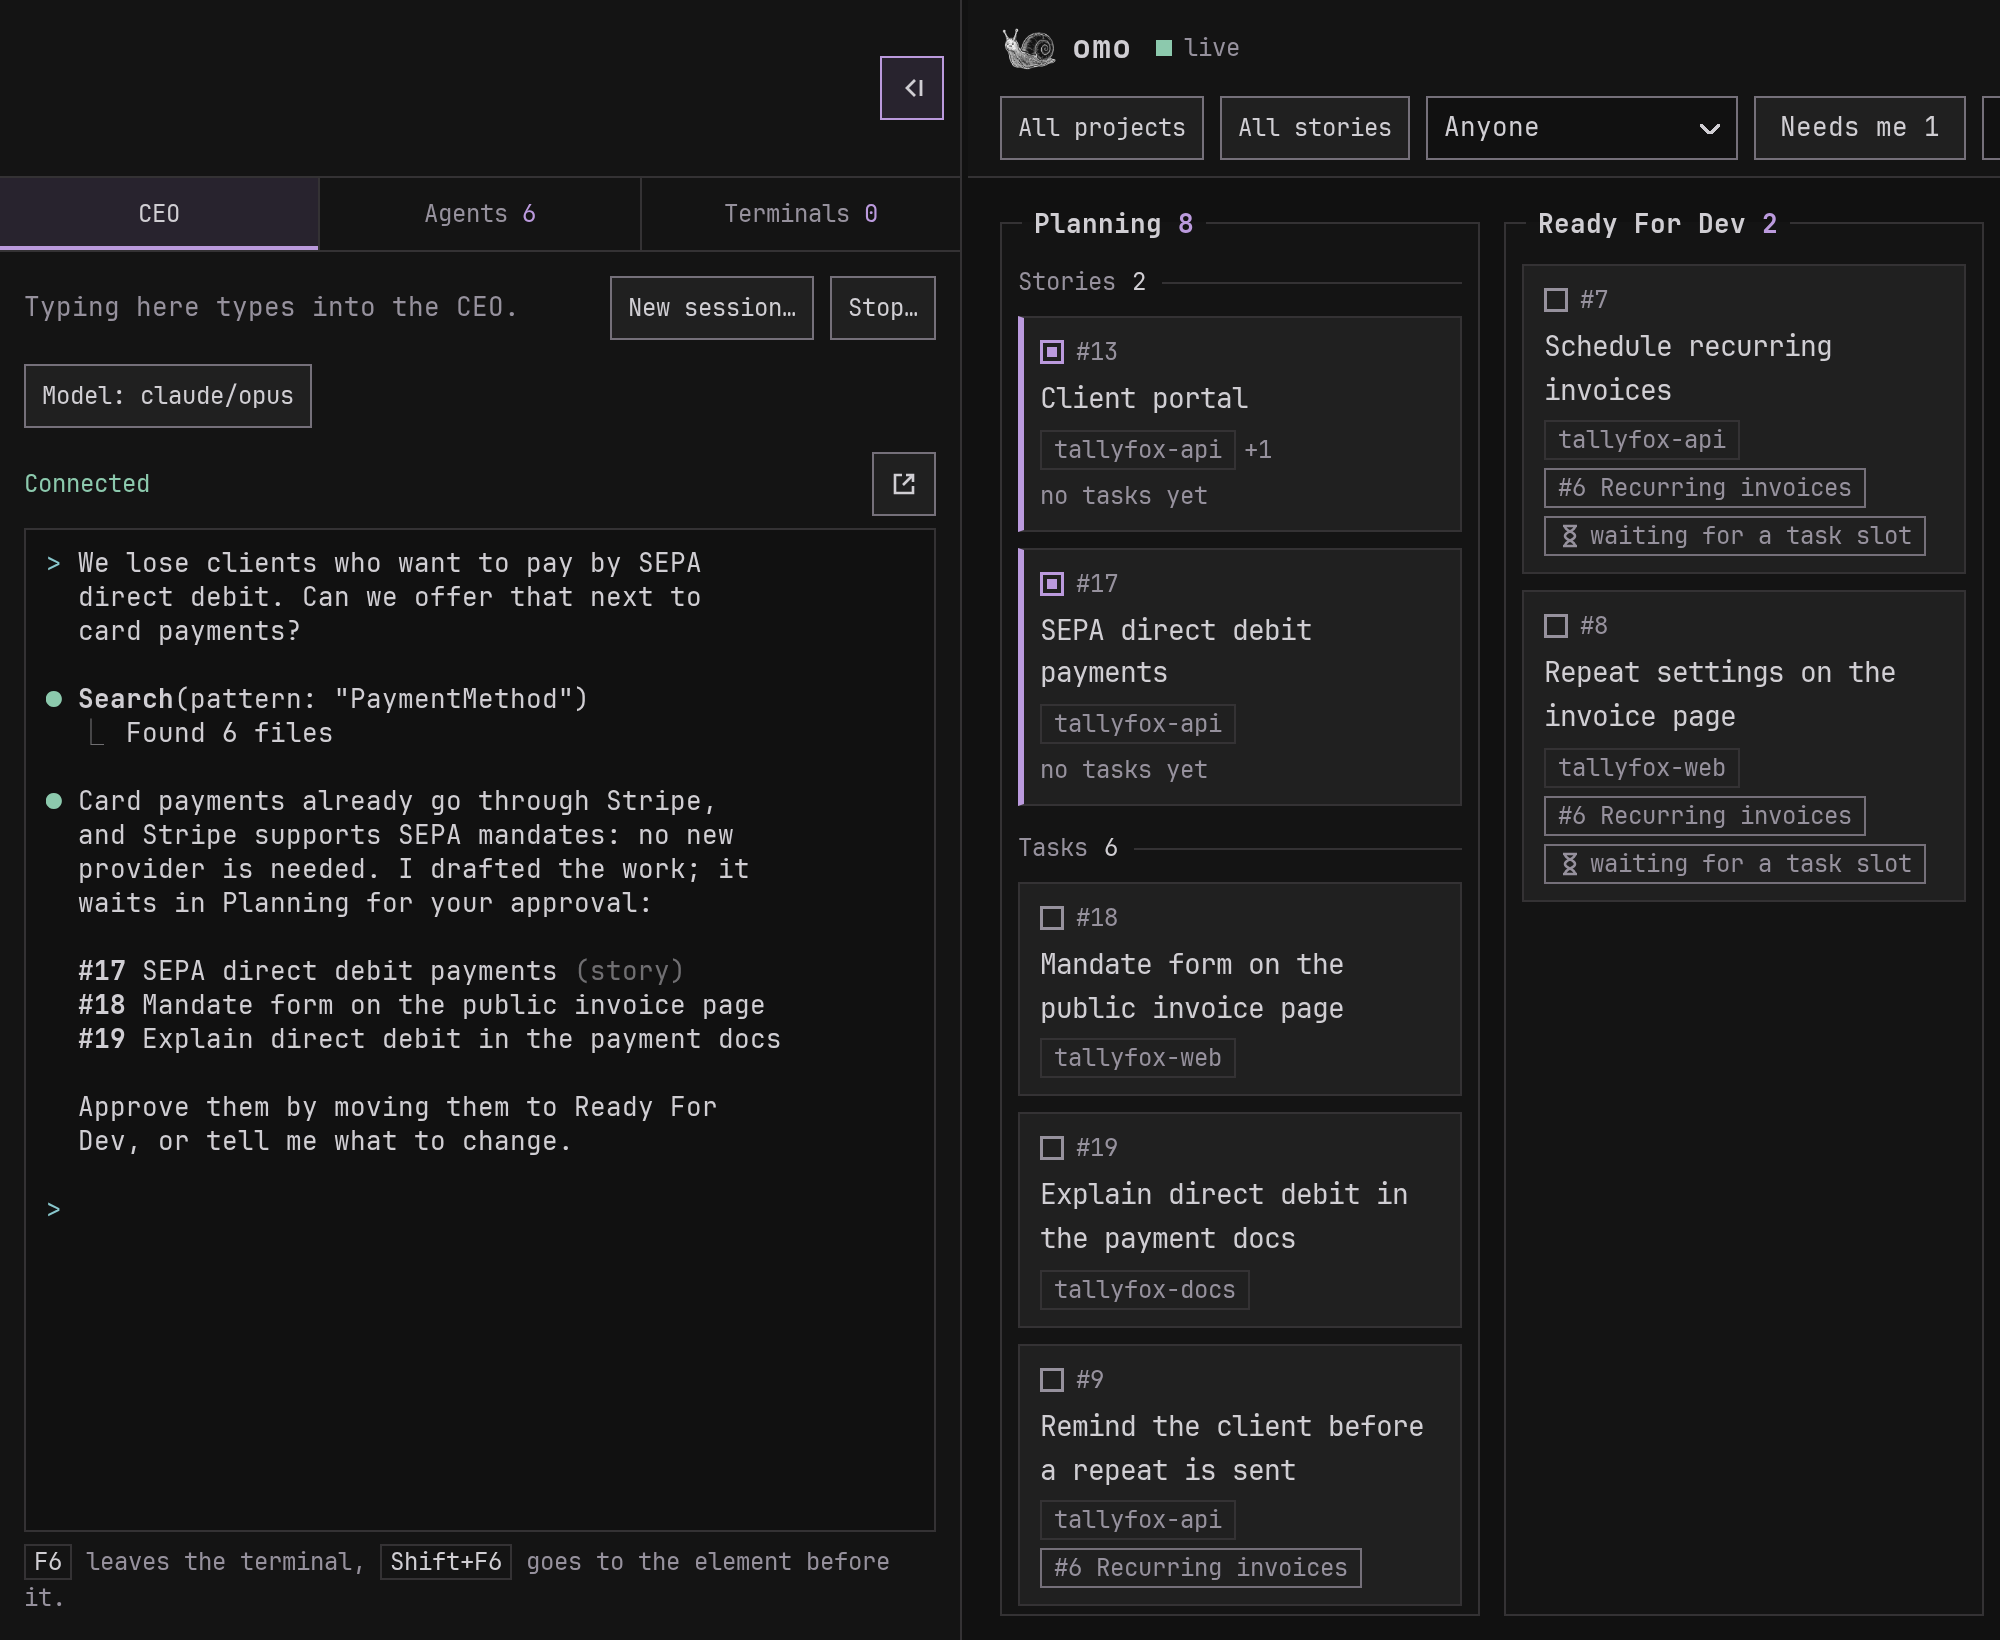 CEO
Agents 6
Terminals 0
Typing here types into the CEO.
New session…
Stop…
Model: claude/opus
Connected
> We lose clients who want to pay by SEPA
direct debit. Can we offer that next to
card payments?
Search(pattern: "PaymentMethod")
Found 6 files
Card payments already go through Stripe,
and Stripe supports SEPA mandates: no new
provider is needed. I drafted the work; it
waits in Planning for your approval:
#17 SEPA direct debit payments (story)
#18 Mandate form on the public invoice page
#19 Explain direct debit in the payment docs
Approve them by moving them to Ready For
Dev, or tell me what to change.
>
F6 leaves the terminal, Shift+F6 goes to the element before
it.
omo
live
All projects
All stories
Anyone
Needs me 1
Planning 8
Stories 2
#13
Client portal
tallyfox-api +1
no tasks yet
#17
SEPA direct debit
payments
tallyfox-api
no tasks yet
Tasks 6
#18
Mandate form on the
public invoice page
tallyfox-web
#19
Explain direct debit in
the payment docs
tallyfox-docs
#9
Remind the client before
a repeat is sent
tallyfox-api
#6 Recurring invoices
Ready For Dev 2
#7
Schedule recurring
invoices
tallyfox-api
#6 Recurring invoices
waiting for a task slot
#8
Repeat settings on the
invoice page
tallyfox-web
#6 Recurring invoices
waiting for a task slot